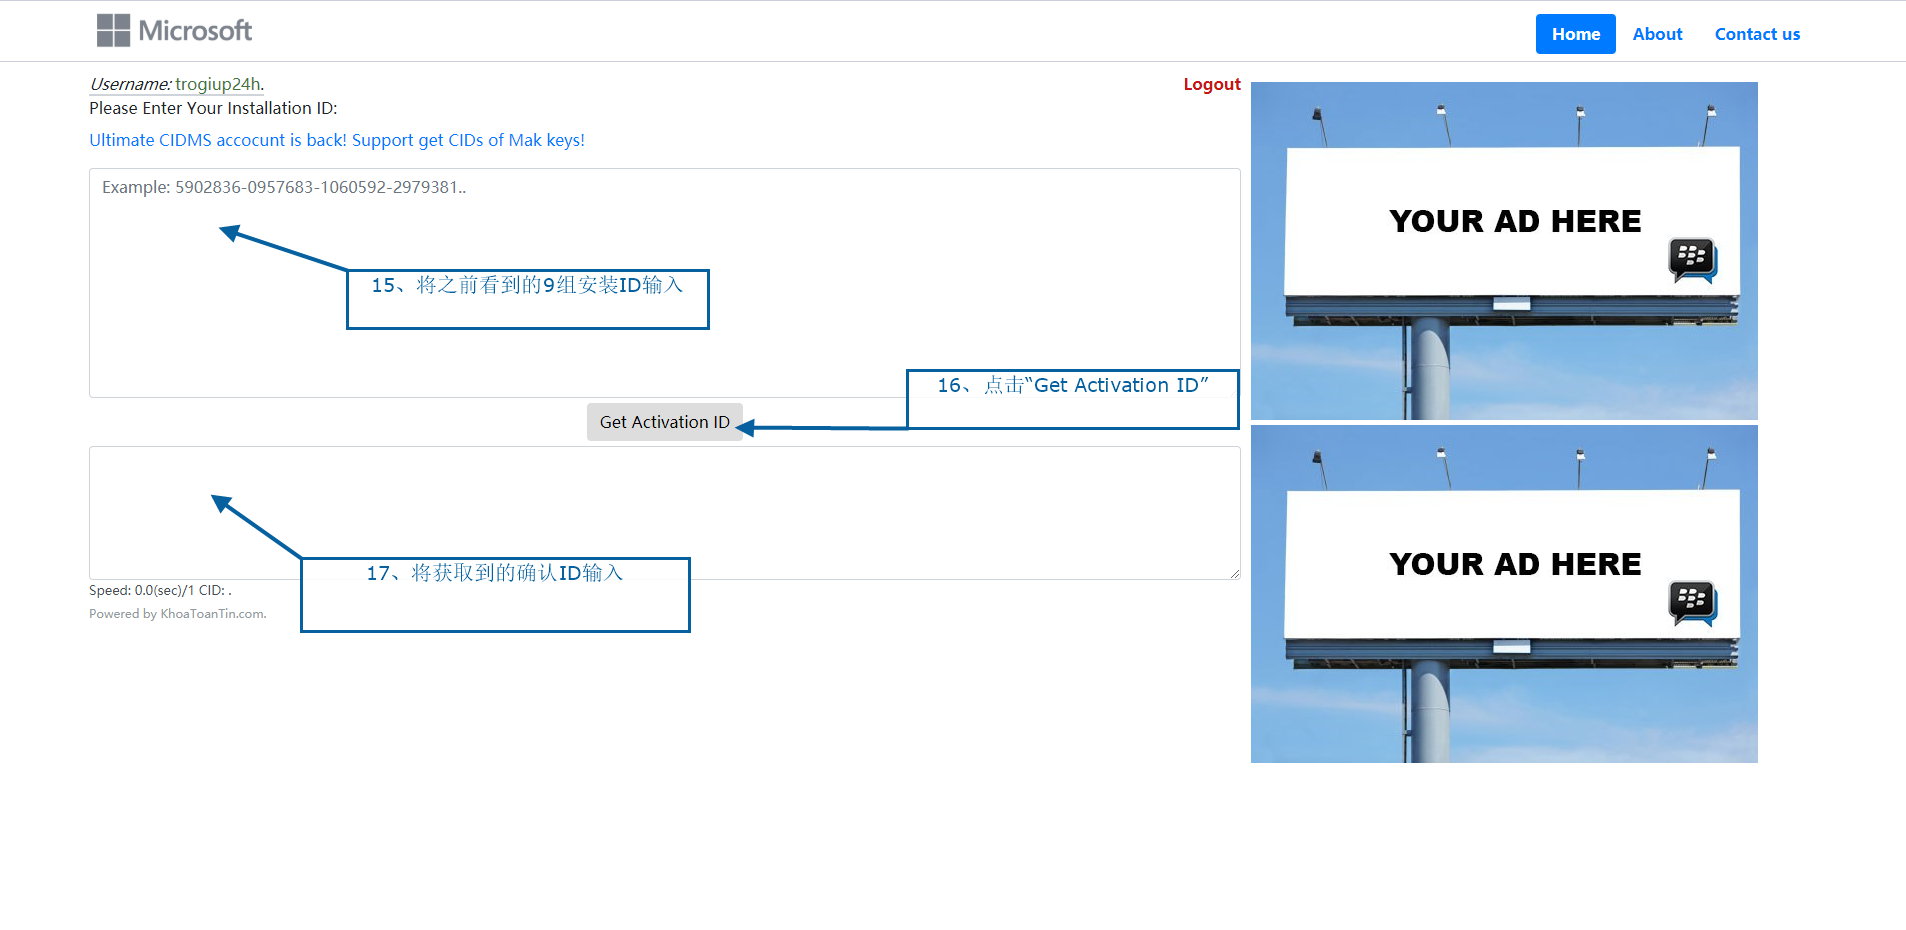 Microsoft
Home
About
Contact us
Username: trogiup24h.
Logout
Please Enter Your Installation ID:
Ultimate CIDMS accocunt is back! Support get CIDs of Mak keys!
Example: 5902836-0957683-1060592-2979381..
15、将之前看到的9组安装ID输入
16、点击“Get Activation ID”
Get Activation ID
17、将获取到的确认ID输入
Speed: 0.0(sec)/1 CID: .
Powered by KhoaToanTin.com.
YOUR AD HERE
YOUR AD HERE